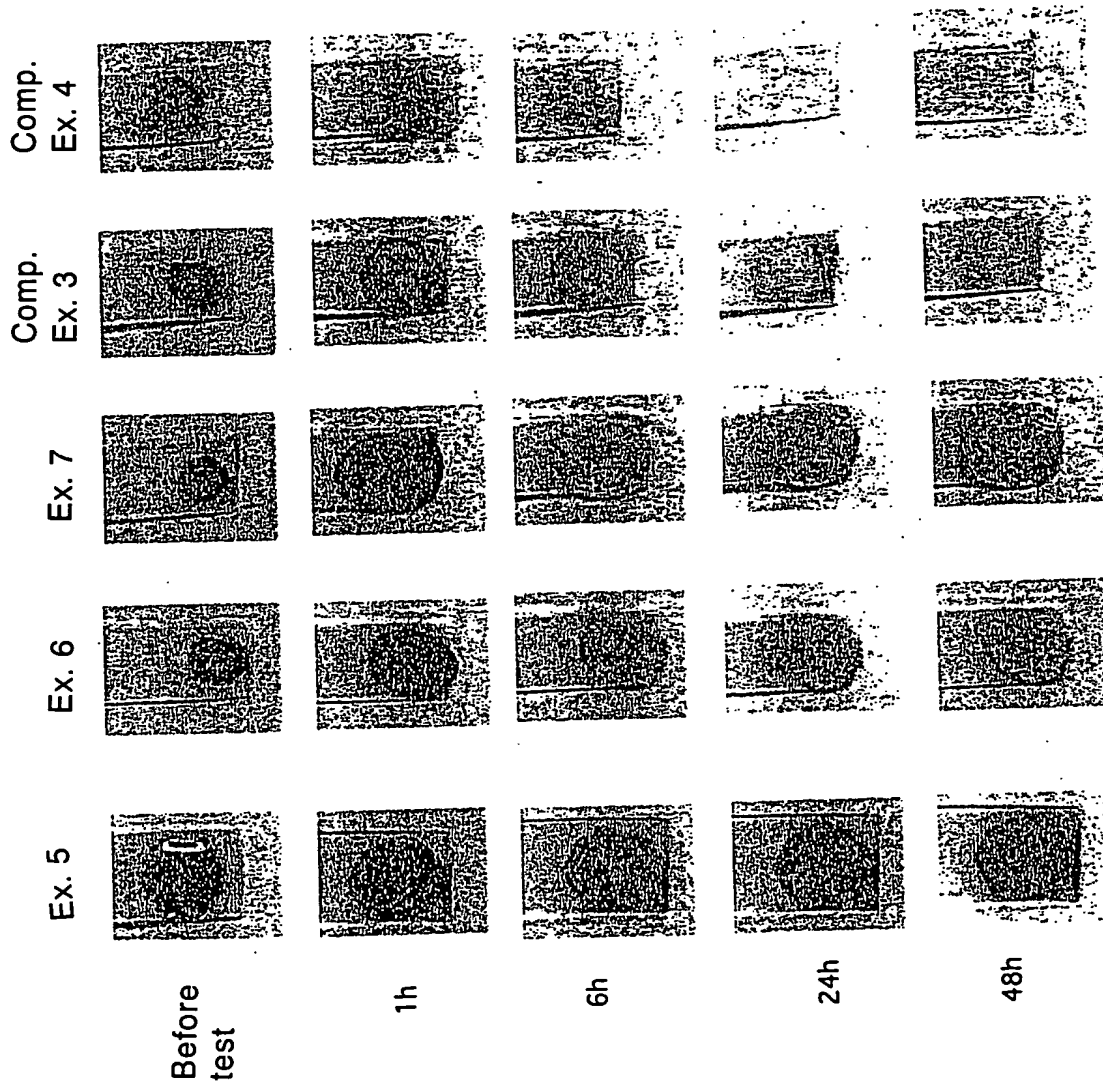 Ex. 5
Ex. 6
Ex. 7
Comp.
Ex. 3
Comp.
Ex. 4
Before
test
1h
6h
24h
48h